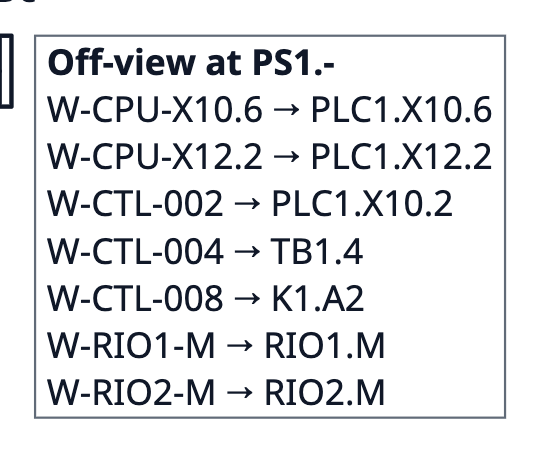 Off-view at PS1.-
W-CPU-X10.6 → PLC1.X10.6
W-CPU-X12.2 → PLC1.X12.2
W-CTL-002 → PLC1.X10.2
W-CTL-004 → TB1.4
W-CTL-008 → K1.A2
W-RIO1-M → RIO1.M
W-RIO2-M → RIO2.M